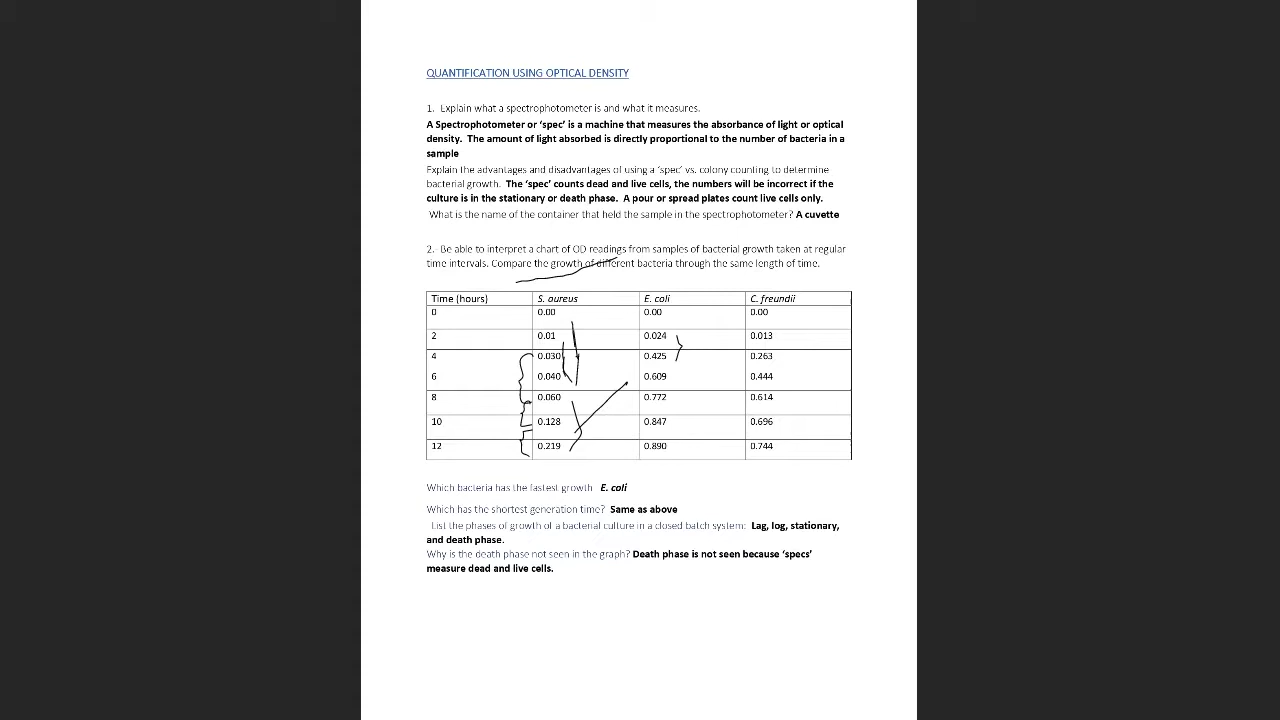 QUANTIFICATION USING OPTICAL DENSITY
1. Explain what a spectrophotometer is and what it measures.
A Spectrophotometer or ‘spec’ is a machine that measures the absorbance of light or optical
density. The amount of light absorbed is directly proportional to the number of bacteria in a
sample
Explain the advantages and disadvantages of using a ‘spec’ vs. colony counting to determine
bacterial growth. The ‘spec’ counts dead and live cells, the numbers will be incorrect if the
culture is in the stationary or death phase. A pour or spread plates count live cells only.
What is the name of the container that held the sample in the spectrophotometer? A cuvette
2. Be able to interpret a chart of OD readings from samples of bacterial growth taken at regular
time intervals. Compare the growth of different bacteria through the same length of time.
Time (hours) S. aureus E. coli C. freundii
0 0.00 0.00 0.00
2 0.01 0.024 0.013
4 0.030 0.425 0.263
6 0.040 0.609 0.444
8 0.060 0.772 0.614
10 0.128 0.847 0.696
12 0.219 0.890 0.744
Which bacteria has the fastest growth E. coli
Which has the shortest generation time? Same as above
List the phases of growth of a bacterial culture in a closed batch system: Lag, log, stationary,
and death phase.
Why is the death phase not seen in the graph? Death phase is not seen because ‘specs’
measure dead and live cells.